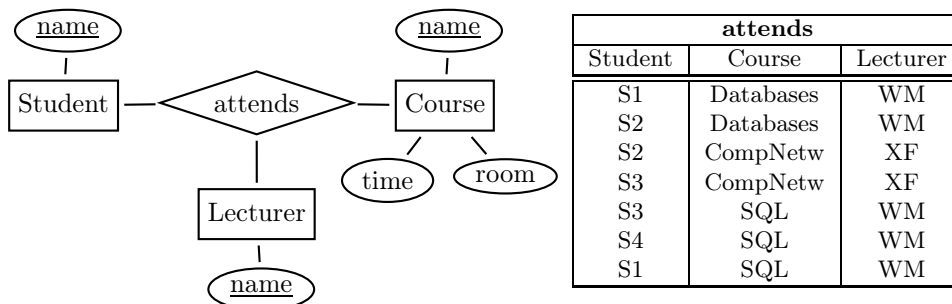 name
Student
attends
name
Course
time
room
Lecturer
name
attends
Student Course Lecturer
S1 Databases WM
S2 Databases WM
S2 CompNetw XF
S3 CompNetw XF
S3 SQL WM
S4 SQL WM
S1 SQL WM